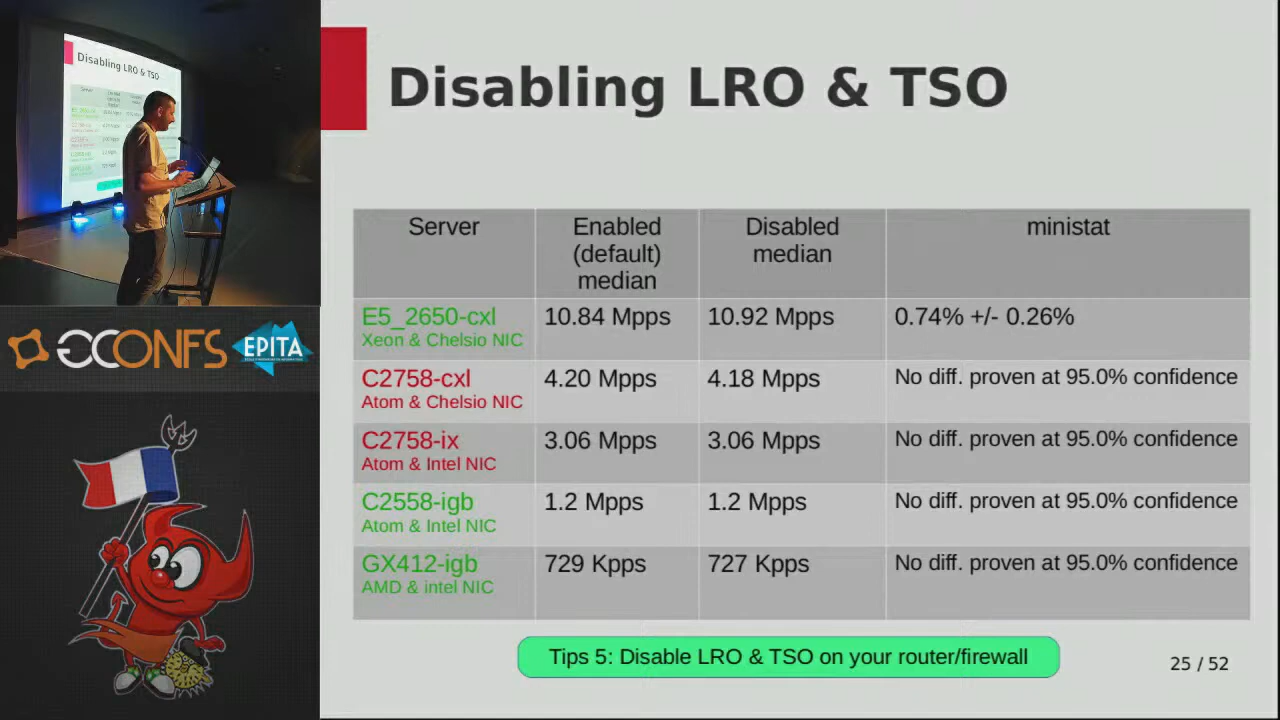 Disabling LRO & TSO
Disabling LRO & TSO
GCONFS
EPITA
Server
Enabled
(default)
median
Disabled
median
ministat
E5_2650-cxl
Xeon & Chelsio NIC
10.84 Mpps
10.92 Mpps
0.74% +/- 0.26%
C2758-cxl
Atom & Chelsio NIC
4.20 Mpps
4.18 Mpps
No diff. proven at 95.0% confidence
C2758-ix
Atom & Intel NIC
3.06 Mpps
3.06 Mpps
No diff. proven at 95.0% confidence
C2558-igb
Atom & Intel NIC
1.2 Mpps
1.2 Mpps
No diff. proven at 95.0% confidence
GX412-igb
AMD & intel NIC
729 Kpps
727 Kpps
No diff. proven at 95.0% confidence
Tips 5: Disable LRO & TSO on your router/firewall
25 / 52